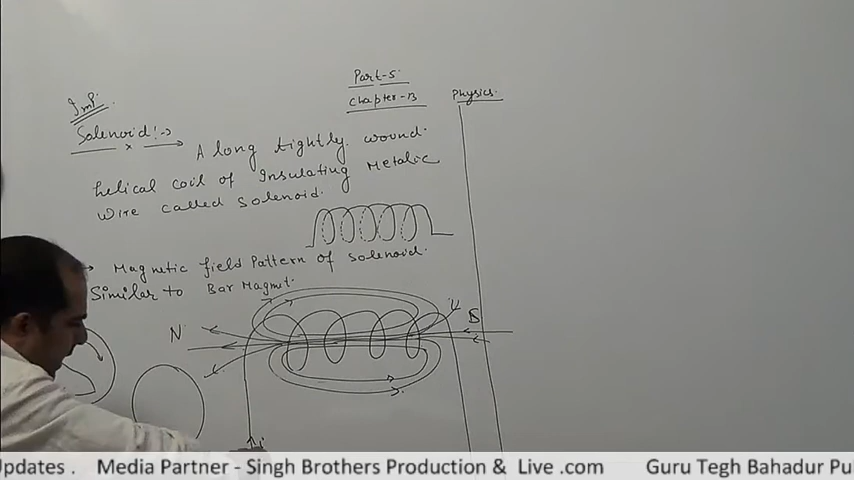 Part-5
Chapter-13
Physics.
Imp.
Solenoid :->
A long tightly wound
helical coil of Insulating Metalic
wire called solenoid.
Magnetic field Pattern of solenoid.
Similar to Bar Magnet.
N
S
i
Updates .    Media Partner - Singh Brothers Production &  Live .com    Guru Tegh Bahadur Pu